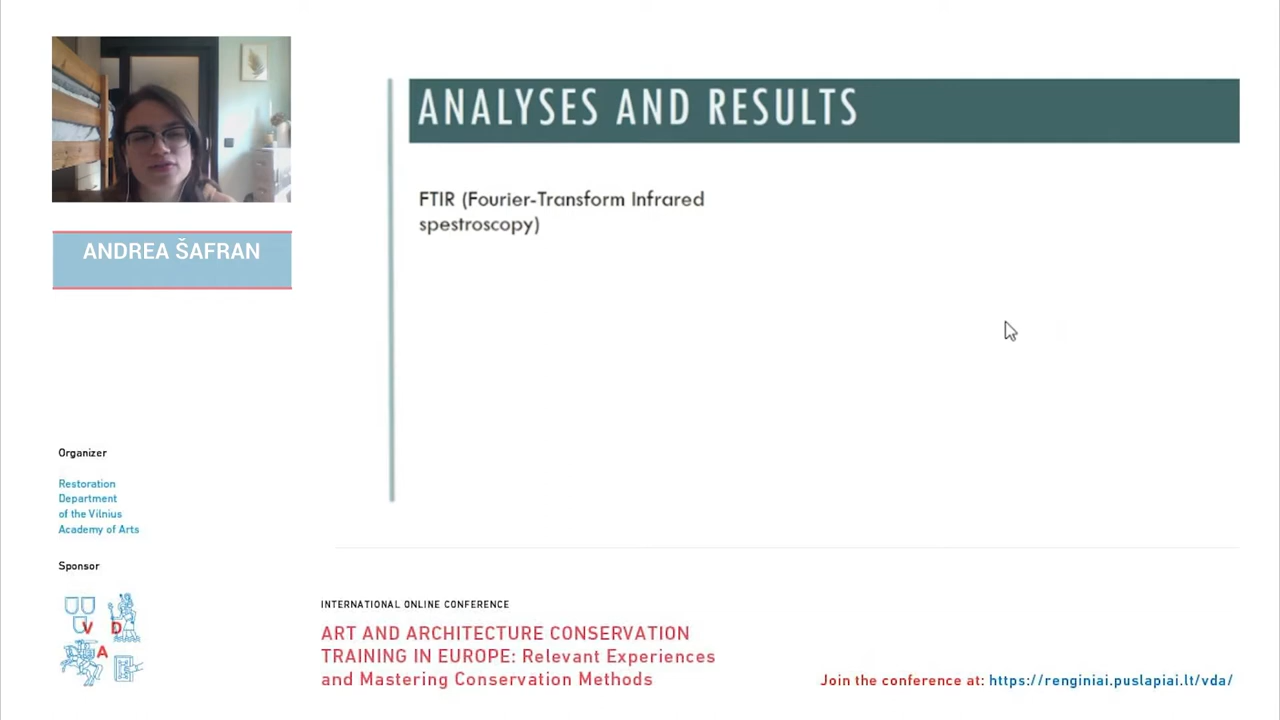 ANALYSES AND RESULTS
FTIR (Fourier-Transform Infrared
spestroscopy)
ANDREA ŠAFRAN
Organizer
Restoration
Department
of the Vilnius
Academy of Arts
Sponsor
V D
A
INTERNATIONAL ONLINE CONFERENCE
ART AND ARCHITECTURE CONSERVATION
TRAINING IN EUROPE: Relevant Experiences
and Mastering Conservation Methods
Join the conference at: https://renginiai.puslapiai.lt/vda/